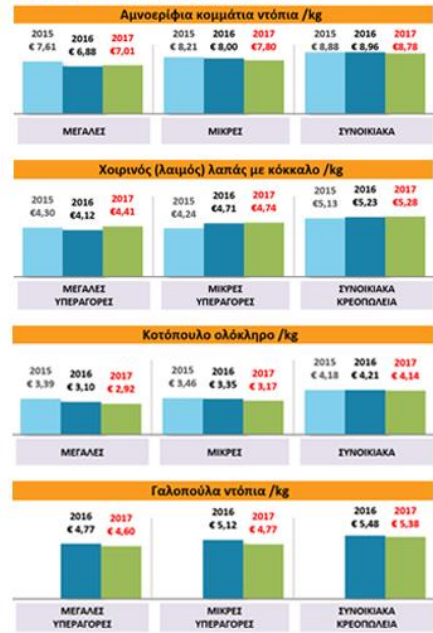 Αμνοερίφια κομμάτια ντόπια /kg
2015 2016 2017 2015 2016 2017 2015 2016 2017
€ 7,61 € 6,88 €7,01 € 8,21 € 8,00 € 7,80 € 8,88 € 8,96 €8,78
ΜΕΓΑΛΕΣ ΜΙΚΡΕΣ ΣΥΝΟΙΚΙΑΚΑ
Χοιρινός (λαιμός) λαπάς με κόκκαλο /kg
2015 2016 2017 2015 2016 2017 2015 2016 2017
€4,30 €4,12 €4,41 €4,24 €4,71 €4,74 €5,13 €5,23 €5,28
ΜΕΓΑΛΕΣ ΜΙΚΡΕΣ ΣΥΝΟΙΚΙΑΚΑ
ΥΠΕΡΑΓΟΡΕΣ ΥΠΕΡΑΓΟΡΕΣ ΚΡΕΟΠΩΛΕΙΑ
Κοτόπουλο ολόκληρο /kg
2015 2016 2017 2015 2016 2017 2015 2016 2017
€ 3,39 € 3,10 € 2,92 € 3,46 € 3,35 € 3,17 € 4,18 € 4,21 € 4,14
ΜΕΓΑΛΕΣ ΜΙΚΡΕΣ ΣΥΝΟΙΚΙΑΚΑ
Γαλοπούλα ντόπια /kg
2016 2017 2016 2017 2016 2017
€ 4,77 € 4,60 € 5,12 € 4,77 € 5,48 € 5,38
ΜΕΓΑΛΕΣ ΜΙΚΡΕΣ ΣΥΝΟΙΚΙΑΚΑ
ΥΠΕΡΑΓΟΡΕΣ ΥΠΕΡΑΓΟΡΕΣ ΚΡΕΟΠΩΛΕΙΑ